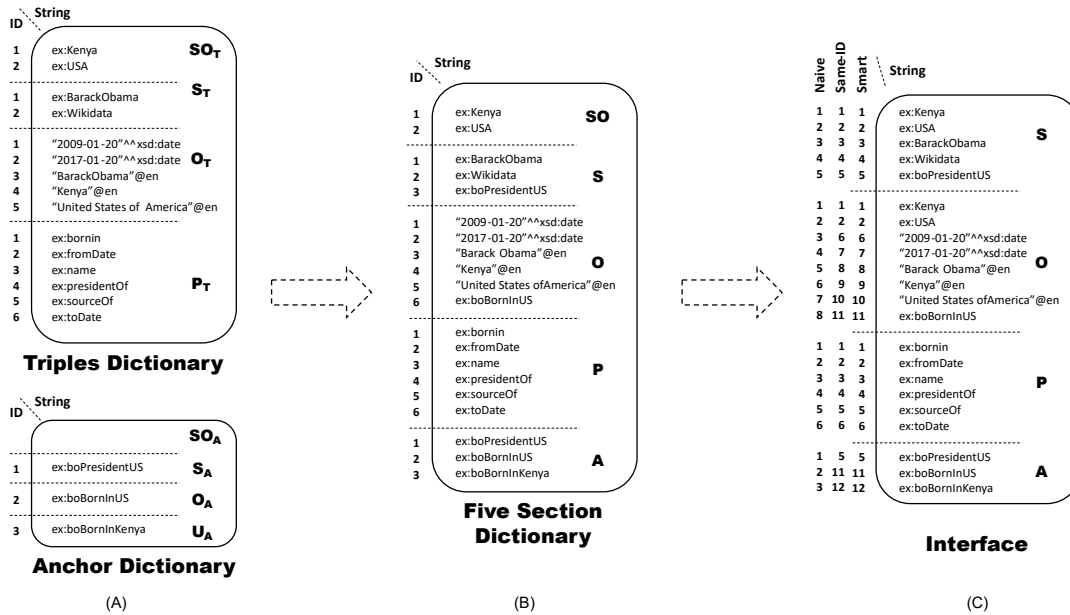 ID String
1 ex:Kenya SOT
2 ex:USA
ST
1 ex:BarackObama
2 ex:Wikidata
1 “2009-01-20”^^xsd:date
2 “2017-01-20”^^xsd:date OT
3 “BarackObama”@en
4 “Kenya”@en
5 “United States of America”@en
1 ex:bornin
2 ex:fromDate
3 ex:name
4 ex:presidentOf PT
5 ex:sourceOf
6 ex:toDate
Triples Dictionary
ID String
SOA
1 ex:boPresidentUS SA
2 ex:boBornInUS OA
3 ex:boBornInKenya UA
Anchor Dictionary
(A)
ID String
1 ex:Kenya SO
2 ex:USA
1 ex:BarackObama
2 ex:Wikidata S
3 ex:boPresidentUS
1 “2009-01-20”^^xsd:date
2 “2017-01-20”^^xsd:date
3 “Barack Obama”@en O
4 “Kenya”@en
5 “United States ofAmerica”@en
6 ex:boBornInUS
1 ex:bornin
2 ex:fromDate
3 ex:name P
4 ex:presidentOf
5 ex:sourceOf
6 ex:toDate
1 ex:boPresidentUS
2 ex:boBornInUS A
3 ex:boBornInKenya
Five Section
Dictionary
(B)
Naive Same-ID Smart String
1 1 1 ex:Kenya
2 2 2 ex:USA S
3 3 3 ex:BarackObama
4 4 4 ex:Wikidata
5 5 5 ex:boPresidentUS
1 1 1 ex:Kenya
2 2 2 ex:USA
3 6 6 “2009-01-20”^^xsd:date
4 7 7 “2017-01-20”^^xsd:date
5 8 8 “Barack Obama”@en O
6 9 9 “Kenya”@en
7 10 10 “United States ofAmerica”@en
8 11 11 ex:boBornInUS
1 1 1 ex:bornin
2 2 2 ex:fromDate
3 3 3 ex:name P
4 4 4 ex:presidentOf
5 5 5 ex:sourceOf
6 6 6 ex:toDate
1 5 5 ex:boPresidentUS
2 11 11 ex:boBornInUS A
3 12 12 ex:boBornInKenya
Interface
(C)